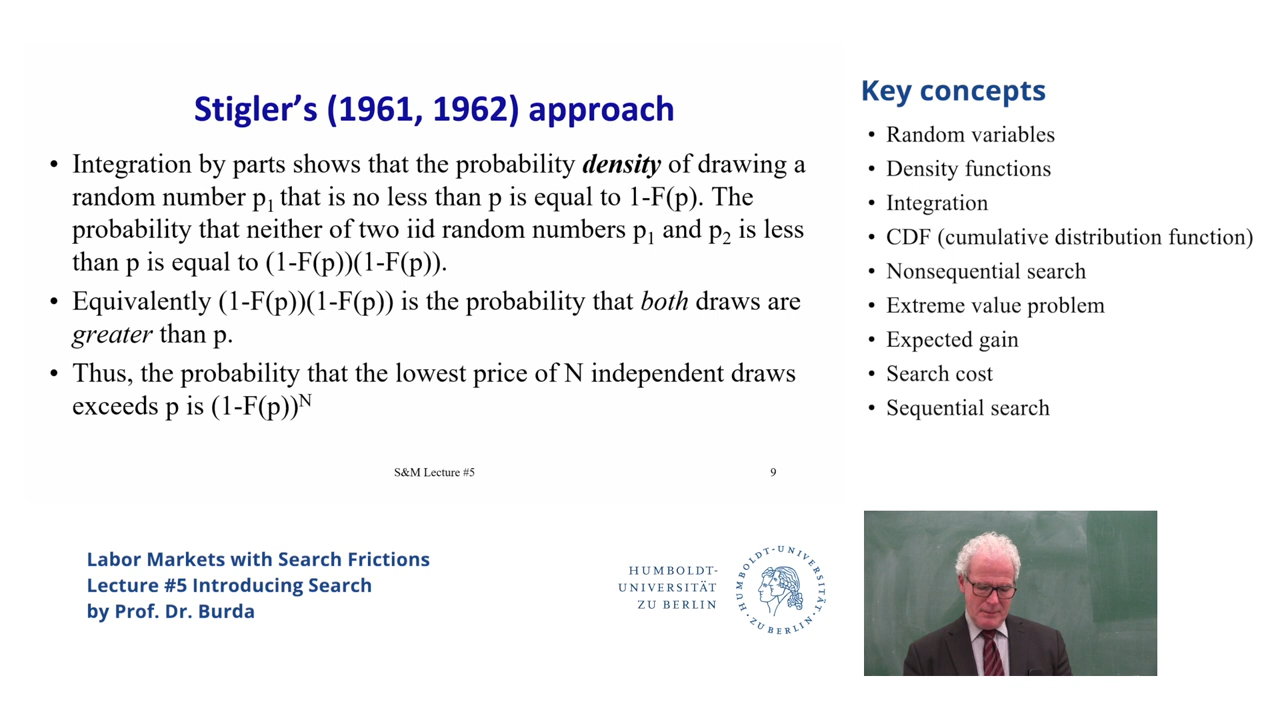 Stigler’s (1961, 1962) approach
• Integration by parts shows that the probability density of drawing a
random number p1 that is no less than p is equal to 1-F(p). The
probability that neither of two iid random numbers p1 and p2 is less
than p is equal to (1-F(p))(1-F(p)).
• Equivalently (1-F(p))(1-F(p)) is the probability that both draws are
greater than p.
• Thus, the probability that the lowest price of N independent draws
exceeds p is (1-F(p))N
S&M Lecture #5
9
Key concepts
• Random variables
• Density functions
• Integration
• CDF (cumulative distribution function)
• Nonsequential search
• Extreme value problem
• Expected gain
• Search cost
• Sequential search
Labor Markets with Search Frictions
Lecture #5 Introducing Search
by Prof. Dr. Burda
HUMBOLDT-
UNIVERSITÄT
ZU BERLIN
HUMBOLDT-UNIVERSITÄT
ZU BERLIN